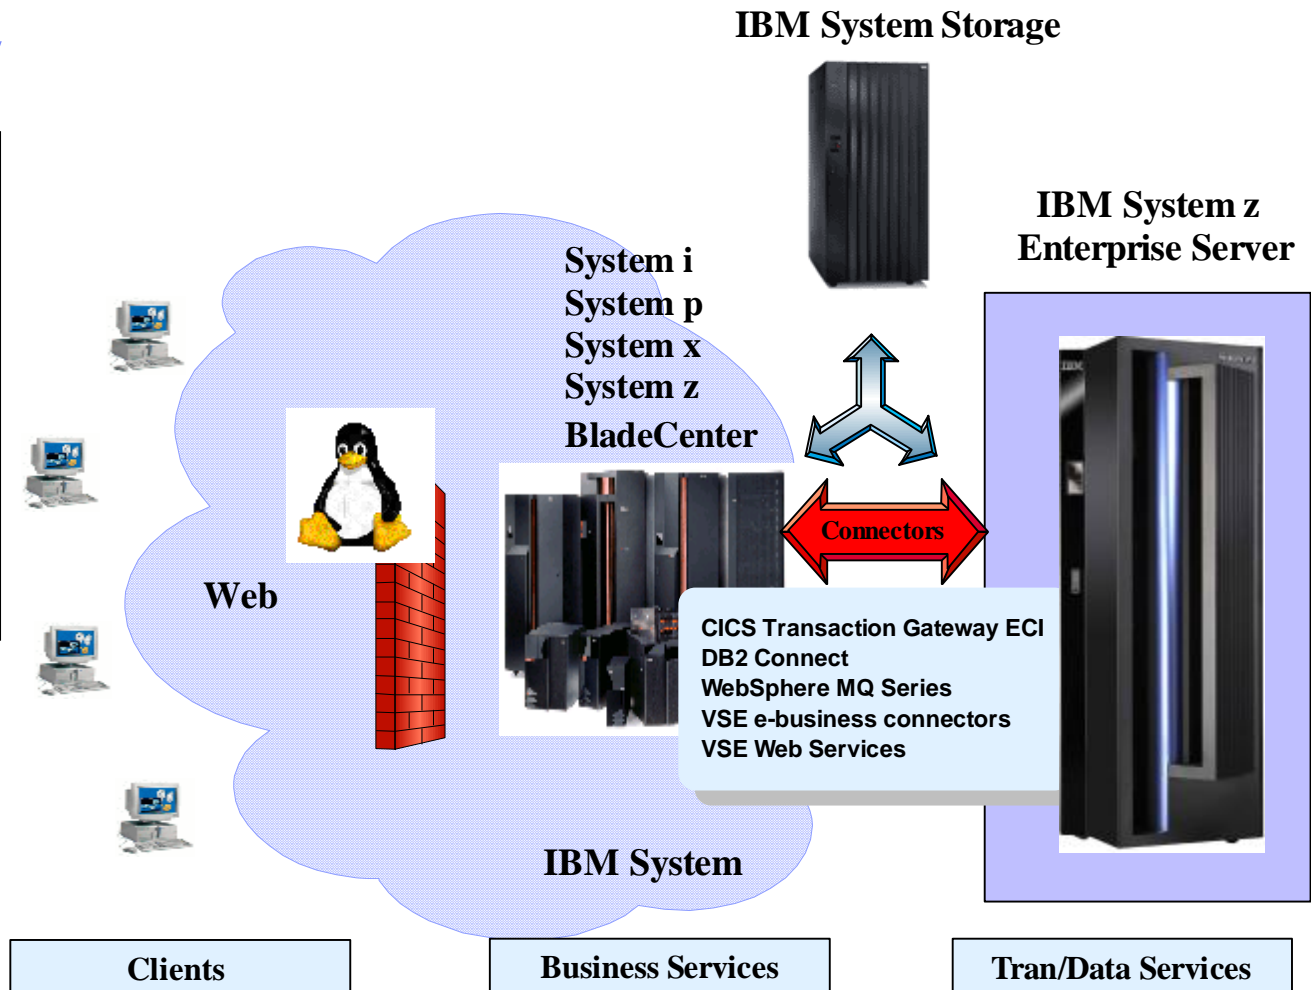 IBM System Storage
IBM System z
Enterprise Server
System i
System p
System x
System z
BladeCenter
Connectors
Web
CICS Transaction Gateway ECI
DB2 Connect
WebSphere MQ Series
VSE e-business connectors
VSE Web Services
IBM System
Clients
Business Services
Tran/Data Services